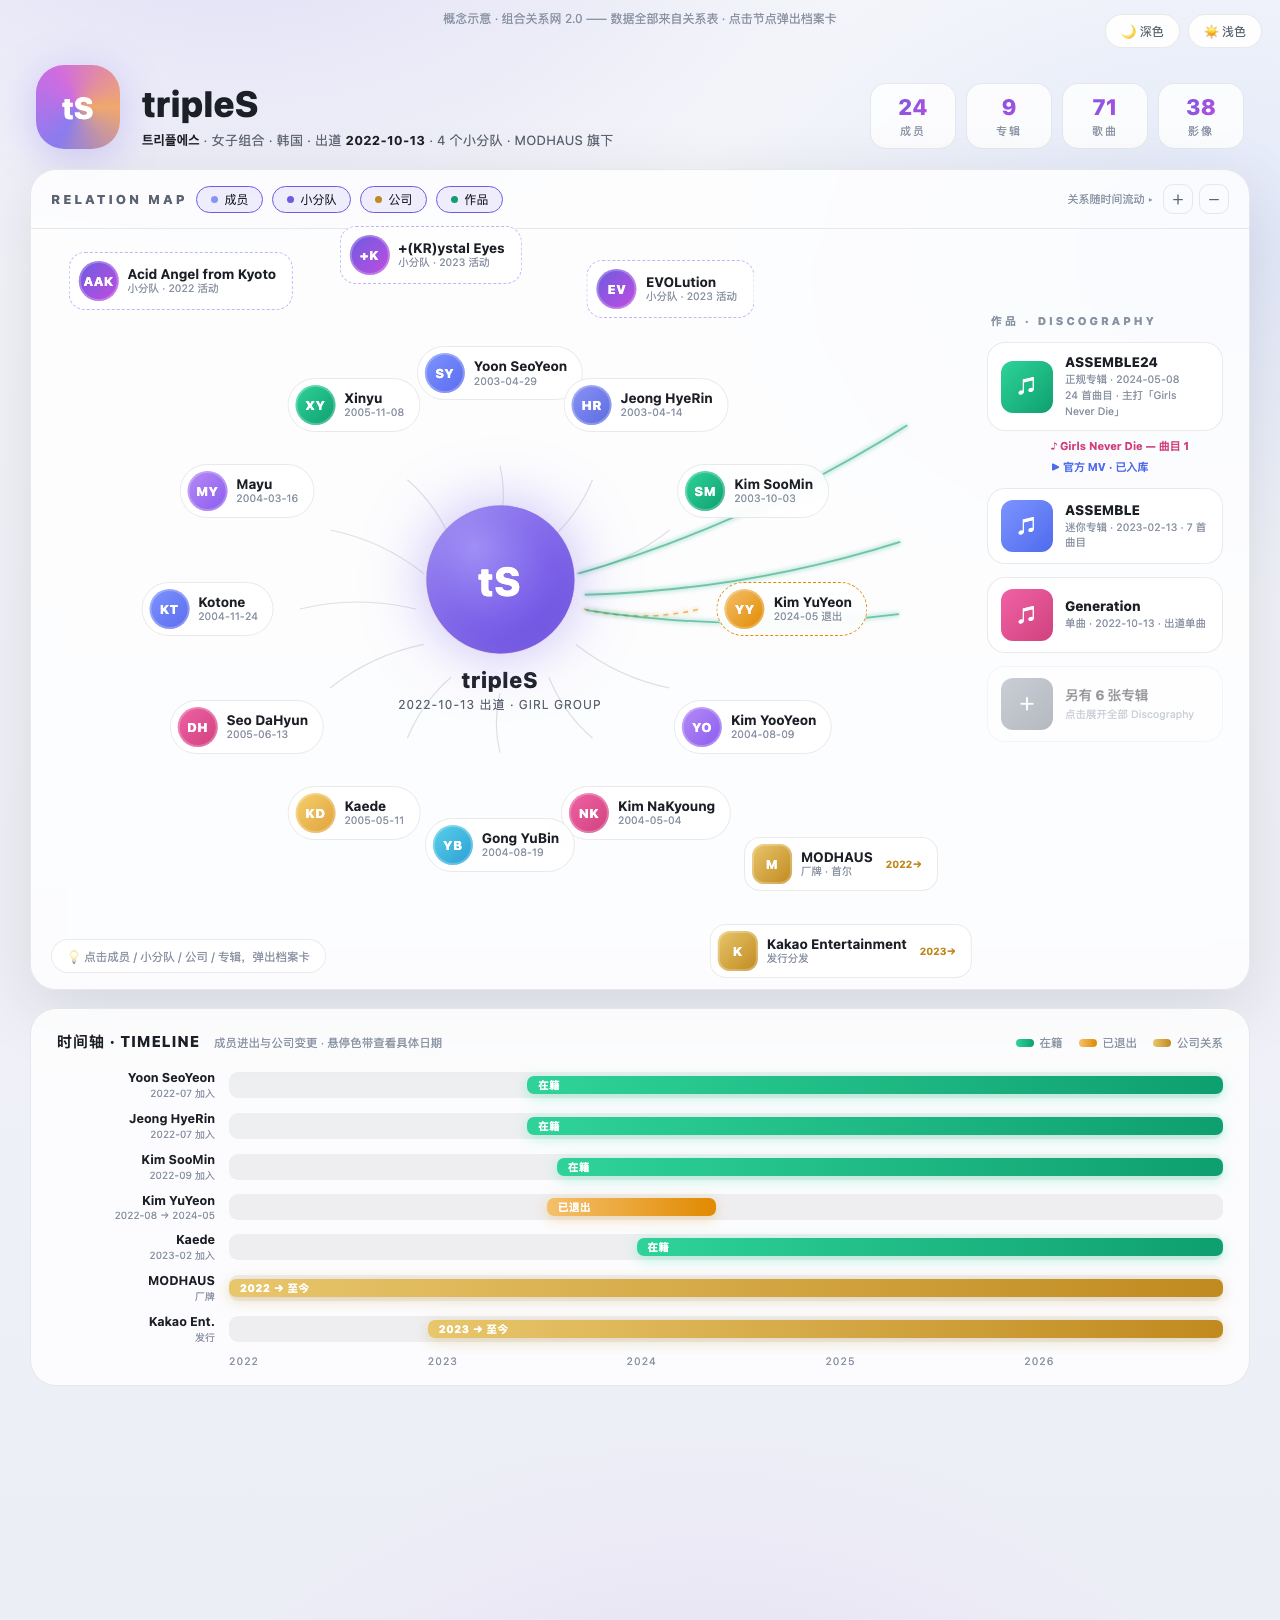 概念示意 · 组合关系网 2.0 —— 数据全部来自关系表 · 点击节点弹出档案卡
🌙 深色
☀️ 浅色
tS
tripleS
트리플에스 · 女子组合 · 韩国 · 出道 2022-10-13 · 4 个小分队 · MODHAUS 旗下
24
成员
9
专辑
71
歌曲
38
影像
RELATION MAP
成员
小分队
公司
作品
关系随时间流动 ▸
+
−
AAK
Acid Angel from Kyoto
小分队 · 2022 活动
+K
+(KR)ystal Eyes
小分队 · 2023 活动
EV
EVOLution
小分队 · 2023 活动
SY
Yoon SeoYeon
2003-04-29
XY
Xinyu
2005-11-08
HR
Jeong HyeRin
2003-04-14
MY
Mayu
2004-03-16
SM
Kim SooMin
2003-10-03
tS
KT
Kotone
2004-11-24
YY
Kim YuYeon
2024-05 退出
tripleS
2022-10-13 出道 · GIRL GROUP
DH
Seo DaHyun
2005-06-13
YO
Kim YooYeon
2004-08-09
KD
Kaede
2005-05-11
YB
Gong YuBin
2004-08-19
NK
Kim NaKyoung
2004-05-04
M
MODHAUS
厂牌 · 首尔
2022→
K
Kakao Entertainment
发行分发
2023→
作品 · DISCOGRAPHY
ASSEMBLE24
正规专辑 · 2024-05-08
24 首曲目 · 主打「Girls
Never Die」
♪ Girls Never Die — 曲目 1
▶ 官方 MV · 已入库
ASSEMBLE
迷你专辑 · 2023-02-13 · 7 首
曲目
Generation
单曲 · 2022-10-13 · 出道单曲
+
另有 6 张专辑
点击展开全部 Discography
💡 点击成员 / 小分队 / 公司 / 专辑，弹出档案卡
时间轴 · TIMELINE
成员进出与公司变更 · 悬停色带查看具体日期
在籍
已退出
公司关系
Yoon SeoYeon
2022-07 加入
在籍
Jeong HyeRin
2022-07 加入
在籍
Kim SooMin
2022-09 加入
在籍
Kim YuYeon
2022-08 → 2024-05
已退出
Kaede
2023-02 加入
在籍
MODHAUS
厂牌
2022 → 至今
Kakao Ent.
发行
2023 → 至今
2022
2023
2024
2025
2026